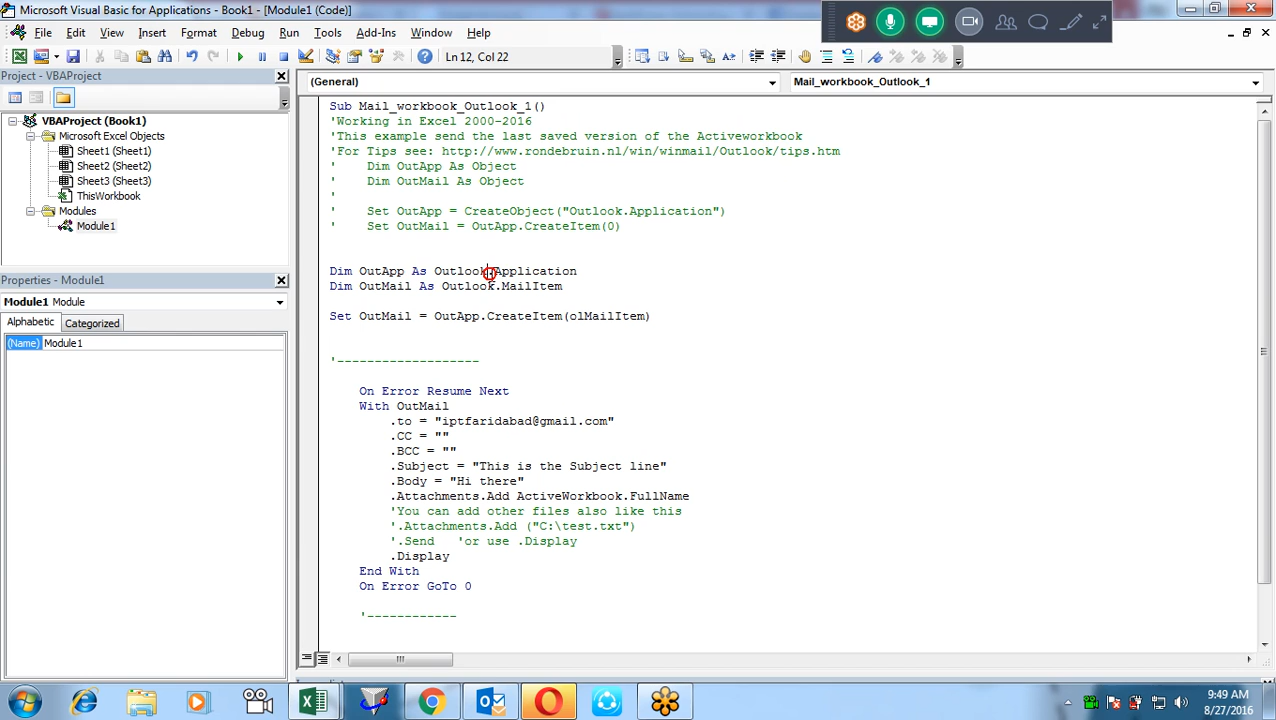 Microsoft Visual Basic for Applications - Book1 - [Module1 (Code)]
Edit View Insert Format Debug Run Tools Add-Ins Window Help
Ln 12, Col 22
Project - VBAProject
(General)
Mail_workbook_Outlook_1
VBAProject (Book1)
Microsoft Excel Objects
Sheet1 (Sheet1)
Sheet2 (Sheet2)
Sheet3 (Sheet3)
ThisWorkbook
Modules
Module1
Properties - Module1
Module1 Module
Alphabetic Categorized
(Name) Module1
Sub Mail_workbook_Outlook_1()
'Working in Excel 2000-2016
'This example send the last saved version of the Activeworkbook
'For Tips see: http://www.rondebruin.nl/win/winmail/Outlook/tips.htm
'    Dim OutApp As Object
'    Dim OutMail As Object
'
'    Set OutApp = CreateObject("Outlook.Application")
'    Set OutMail = OutApp.CreateItem(0)
Dim OutApp As Outlook.Application
Dim OutMail As Outlook.MailItem
Set OutMail = OutApp.CreateItem(olMailItem)
'-------------------
On Error Resume Next
With OutMail
.to = "iptfaridabad@gmail.com"
.CC = ""
.BCC = ""
.Subject = "This is the Subject line"
.Body = "Hi there"
.Attachments.Add ActiveWorkbook.FullName
'You can add other files also like this
'.Attachments.Add ("C:\test.txt")
'.Send   'or use .Display
.Display
End With
On Error GoTo 0
'------------
9:49 AM
8/27/2016